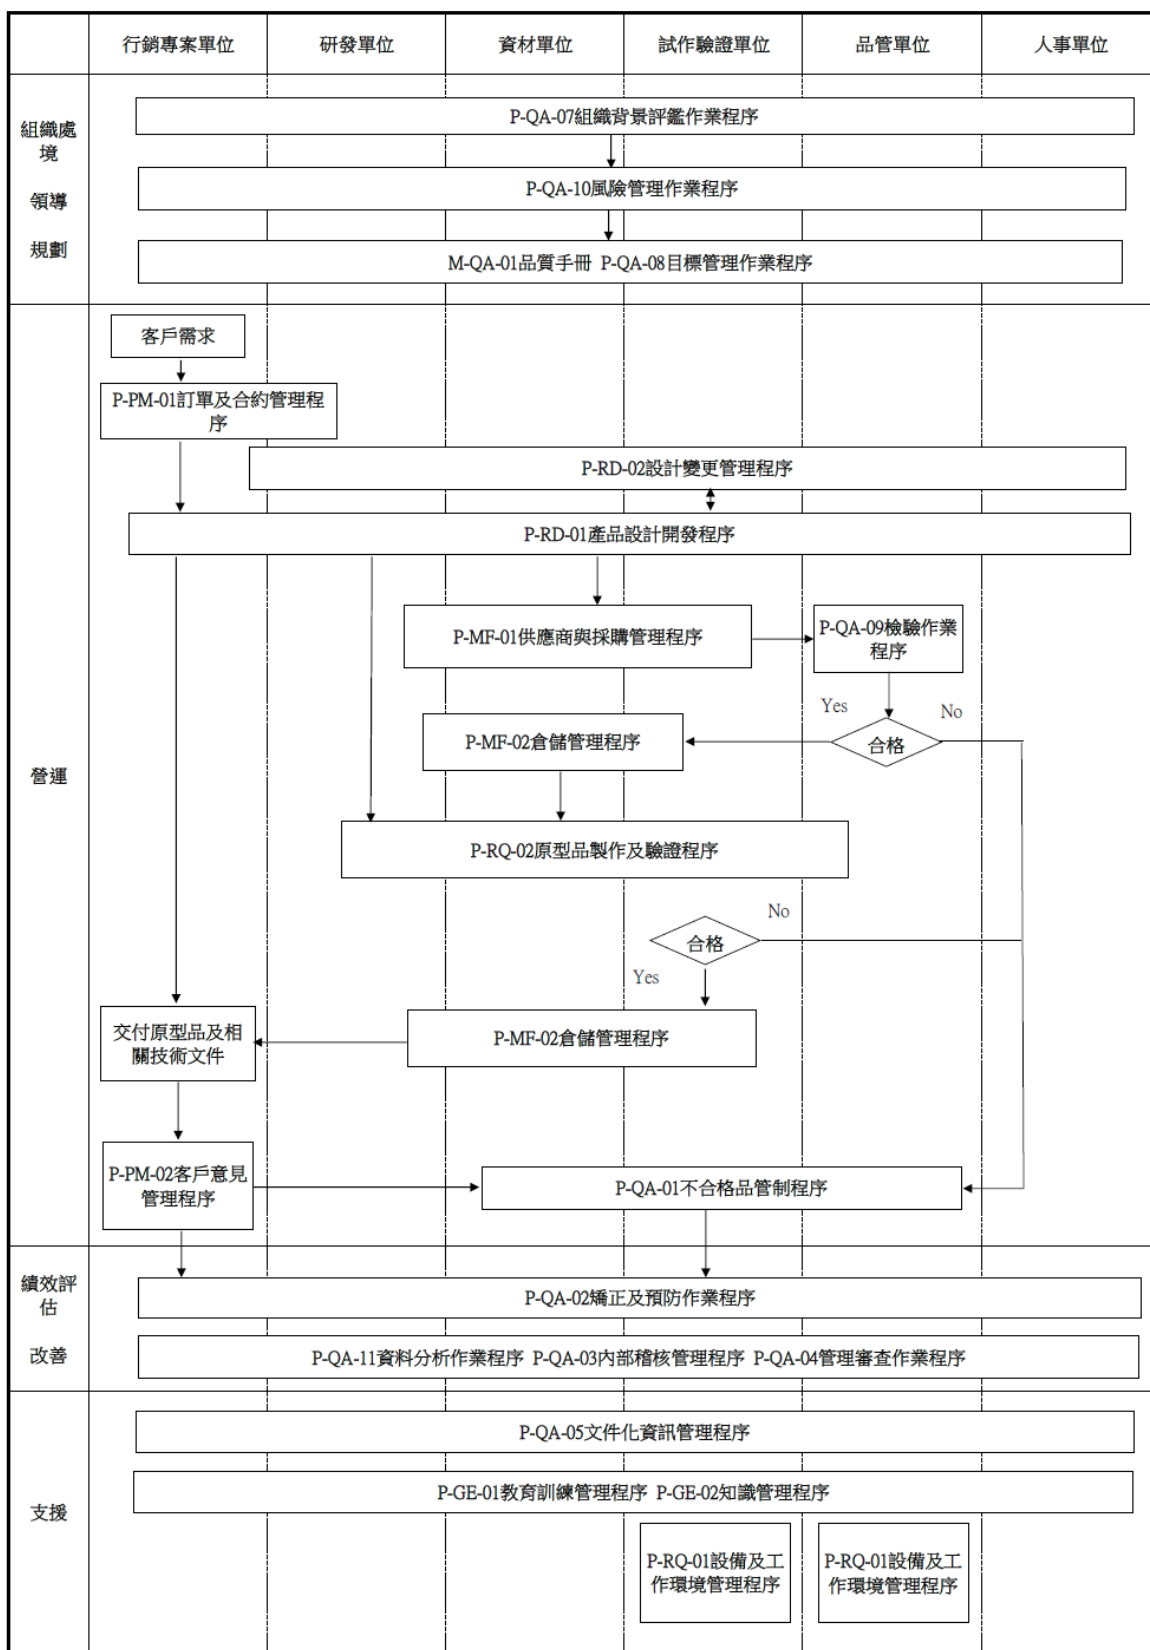 行銷專案單位
研發單位
資材單位
試作驗證單位
品管單位
人事單位
組織處
境
領導
規劃
P-QA-07組織背景評鑑作業程序
P-QA-10風險管理作業程序
M-QA-01品質手冊 P-QA-08目標管理作業程序
營運
客戶需求
P-PM-01訂單及合約管理程
序
P-RD-02設計變更管理程序
P-RD-01產品設計開發程序
P-MF-01供應商與採購管理程序
P-QA-09檢驗作業
程序
Yes
No
合格
P-MF-02倉儲管理程序
P-RQ-02原型品製作及驗證程序
No
合格
Yes
交付原型品及相
關技術文件
P-MF-02倉儲管理程序
P-PM-02客戶意見
管理程序
P-QA-01不合格品管制程序
績效評
估
改善
P-QA-02矯正及預防作業程序
P-QA-11資料分析作業程序 P-QA-03內部稽核管理程序 P-QA-04管理審查作業程序
支援
P-QA-05文件化資訊管理程序
P-GE-01教育訓練管理程序 P-GE-02知識管理程序
P-RQ-01設備及工
作環境管理程序
P-RQ-01設備及工
作環境管理程序